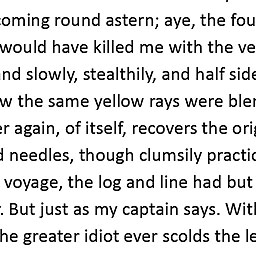 coming round astern; aye, the fou
would have killed me with the ve
nd slowly, stealthily, and half side
w the same yellow rays were blen
er again, of itself, recovers the orig
d needles, though clumsily practic
voyage, the log and line had but
. But just as my captain says. With
he greater idiot ever scolds the le